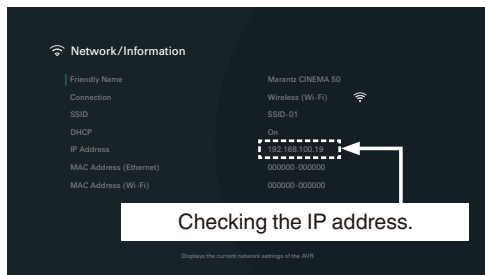 Network/Information
Friendly Name Marantz CINEMA 50
Connection Wireless (Wi-Fi)
SSID SSID-01
DHCP On
IP Address 192.168.100.19
MAC Address (Ethernet) 000000-000000
MAC Address (Wi-Fi) 000000-000000
Checking the IP address.
Displays the current network settings of the AVR.